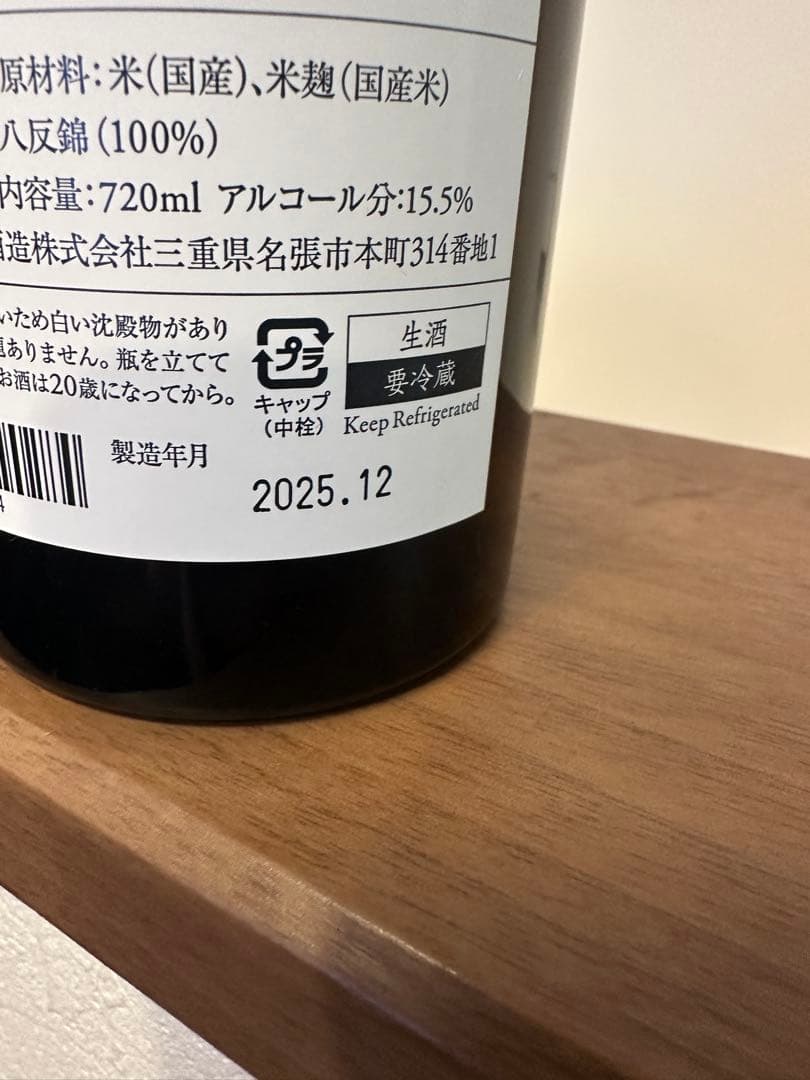 原材料:米(国産)、米麹(国産米)
八反錦(100%)
内容量:720ml アルコール分:15.5%
造株式会社三重県名張市本町314番地1
いため白い沈殿物があり
ありません。瓶を立てて
お酒は20歳になってから。
プラ
キャップ
(中栓)
生酒
要冷蔵
Keep Refrigerated
4
製造年月
2025.12